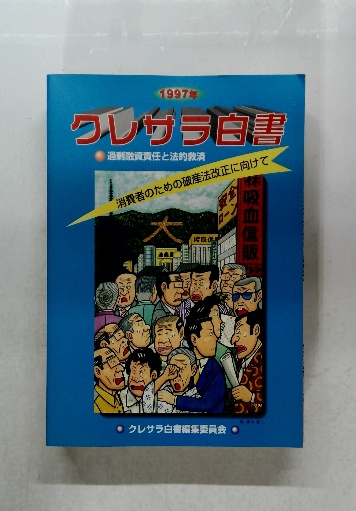 1997年
クレサラ白書
過剰融資責任と法的救済
消費者のための破産法改正に向けて
大
吸血信販
クレサラ白書編集委員会